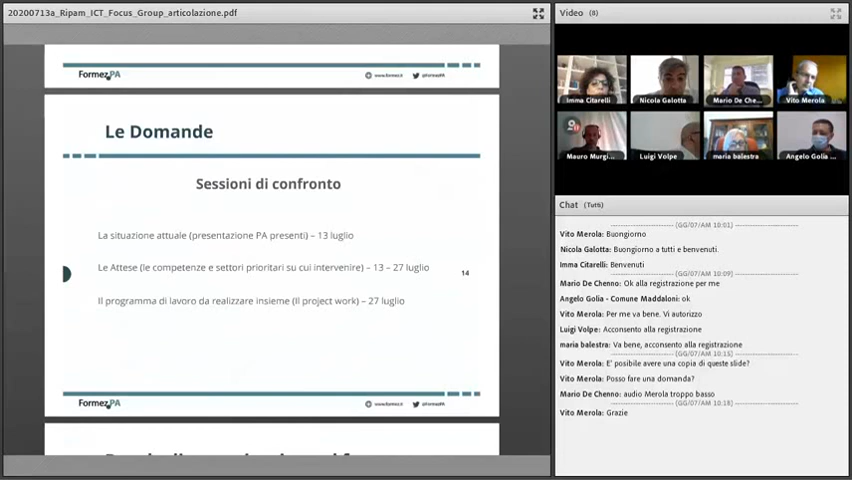 20200713a_Ripam_ICT_Focus_Group_articolazione.pdf
Formez PA
www.formez.it
@FormezPA
Le Domande
Sessioni di confronto
La situazione attuale (presentazione PA presenti) – 13 luglio
Le Attese (le competenze e settori prioritari su cui intervenire) – 13 – 27 luglio
14
Il programma di lavoro da realizzare insieme (Il project work) – 27 luglio
Formez PA
www.formez.it
@FormezPA
Video (8)
Imma Citarelli
Nicola Galotta
Mario De Che...
Vito Merola
Mauro Murgi...
Luigi Volpe
maria balestra
Angelo Golia ...
Chat (Tutti)
(GG/07/AM 10:01)
Vito Merola: Buongiorno
Nicola Galotta: Buongiorno a tutti e benvenuti.
Imma Citarelli: Benvenuti
(GG/07/AM 10:09)
Mario De Chenno: Ok alla registrazione per me
Angelo Golia - Comune Maddaloni: ok
Vito Merola: Per me va bene. Vi autorizzo
Luigi Volpe: Acconsento alla registrazione
maria balestra: Va bene, acconsento alla registrazione
(GG/07/AM 10:15)
Vito Merola: E' posibile avere una copia di queste slide?
Vito Merola: Posso fare una domanda?
Mario De Chenno: audio Merola troppo basso
(GG/07/AM 10:18)
Vito Merola: Grazie